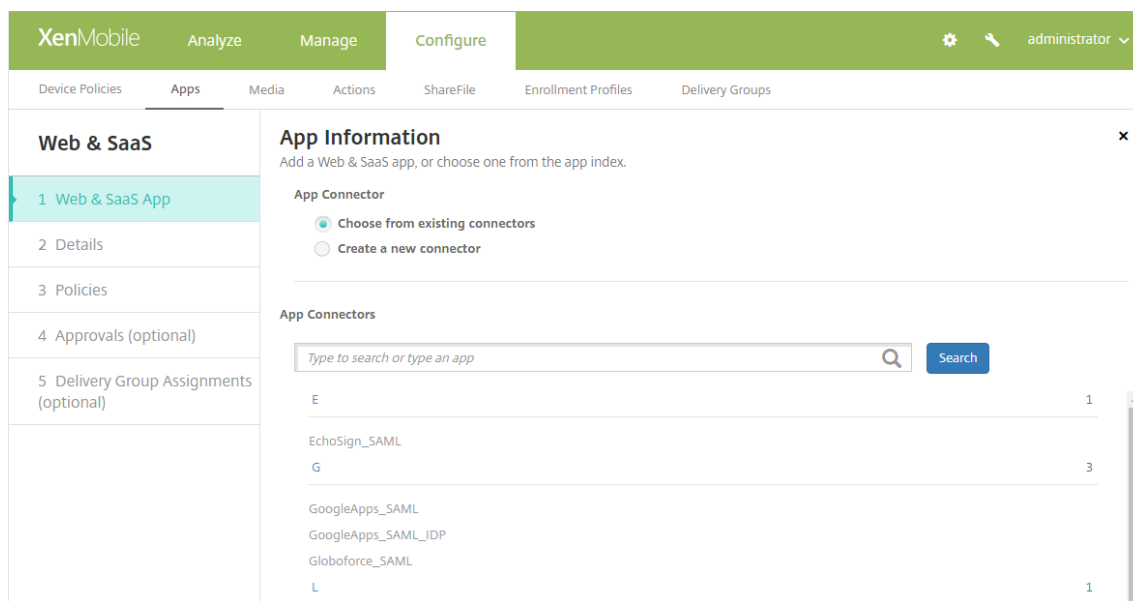 XenMobile Analyze Manage Configure administrator
Device Policies Apps Media Actions ShareFile Enrollment Profiles Delivery Groups
Web & SaaS
1 Web & SaaS App
2 Details
3 Policies
4 Approvals (optional)
5 Delivery Group Assignments
(optional)
App Information
Add a Web & SaaS app, or choose one from the app index.
App Connector
Choose from existing connectors
Create a new connector
App Connectors
Type to search or type an app Search
E 1
EchoSign_SAML
G 3
GoogleApps_SAML
GoogleApps_SAML_IDP
Globoforce_SAML
L 1